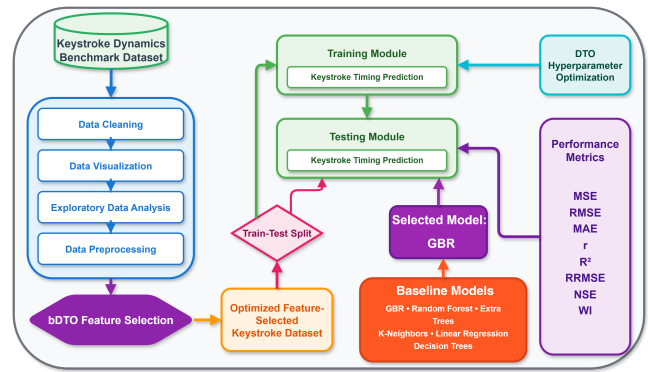 Keystroke Dynamics
Benchmark Dataset
Data Cleaning
Data Visualization
Exploratory Data Analysis
Data Preprocessing
bDTO Feature Selection
Optimized Feature-
Selected
Keystroke Dataset
Train-Test Split
Training Module
Keystroke Timing Prediction
Testing Module
Keystroke Timing Prediction
Selected Model:
GBR
Baseline Models
GBR • Random Forest • Extra
Trees
K-Neighbors • Linear Regression
Decision Trees
DTO
Hyperparameter
Optimization
Performance
Metrics
MSE
RMSE
MAE
r
R²
RRMSE
NSE
WI